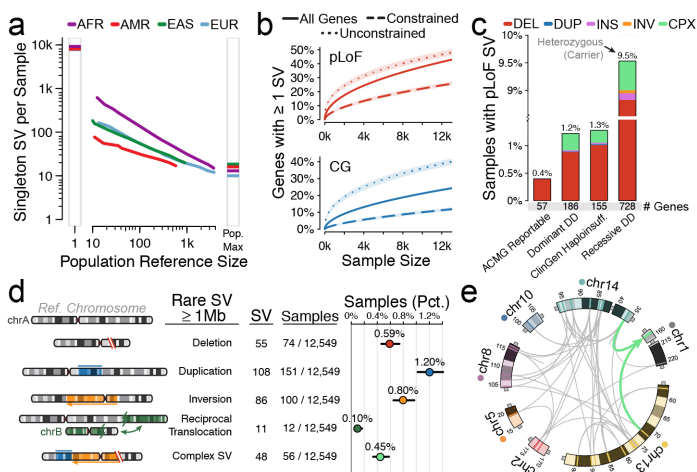 a
AFR AMR EAS EUR
Singleton SV per Sample
10k
1k
100
10
1
1 10 100 1k Pop. Max
Population Reference Size
b
All Genes Constrained
Unconstrained
Genes with ≥ 1 SV
50%
40%
30%
20%
10%
0%
pLoF
0k 4k 8k 12k
40%
30%
20%
10%
0%
CG
0k 4k 8k 12k
Sample Size
c
DEL DUP INS INV CPX
Samples with pLoF SV
10%
9.5%
9%
1%
0.5%
0%
Heterozygous
(Carrier)
9.5%
1.2%
1.3%
0.4%
57 186 155 728 # Genes
ACMG Reportable
Dominant DD
ClinGen Haploinsuff.
Recessive DD
d
Ref. Chromosome
chrA
Rare SV
≥ 1Mb
SV
Samples
Samples (Pct.)
0% 0.4% 0.8% 1.2%
Deletion 55 74 / 12,549 0.59%
Duplication 108 151 / 12,549 1.20%
Inversion 86 100 / 12,549 0.80%
chrB
Reciprocal
Translocation 11 12 / 12,549 0.10%
Complex SV 48 56 / 12,549 0.45%
e
chr14
chr10
chr1
chr8
chr5
chr2
chr13